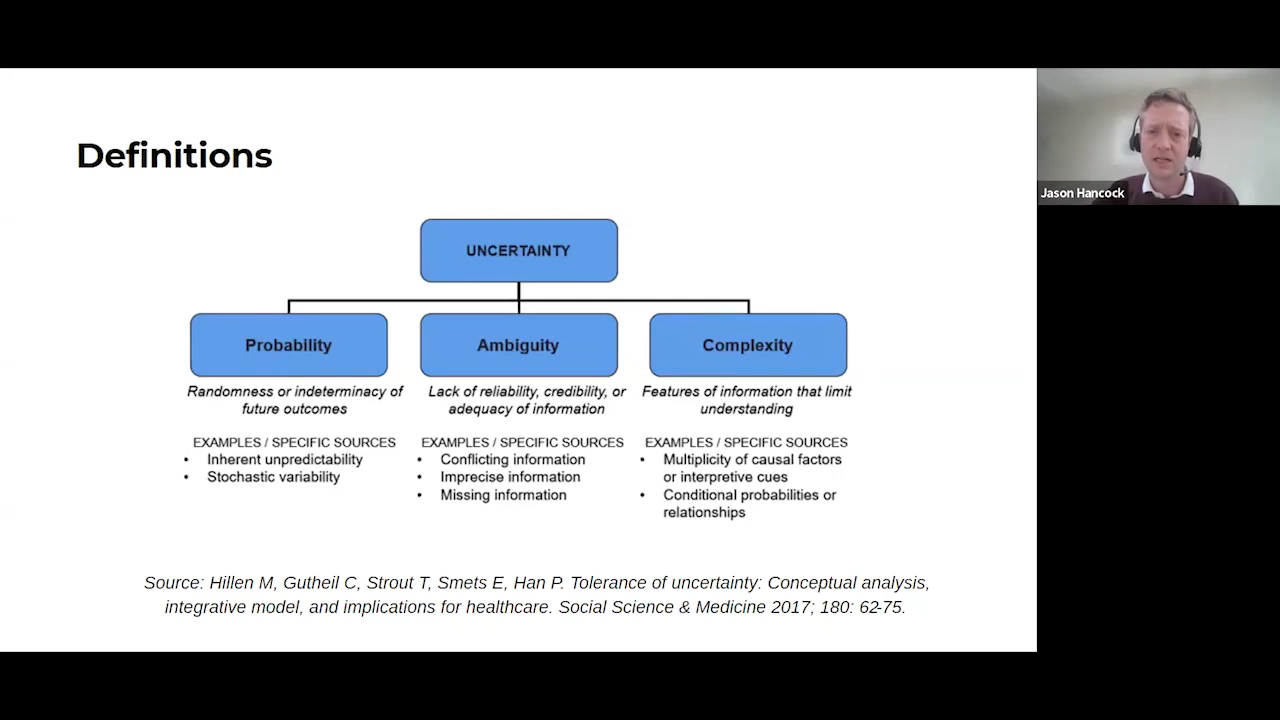 Definitions
Jason Hancock
UNCERTAINTY
Probability
Randomness or indeterminacy of
future outcomes
EXAMPLES / SPECIFIC SOURCES
• Inherent unpredictability
• Stochastic variability
Ambiguity
Lack of reliability, credibility, or
adequacy of information
EXAMPLES / SPECIFIC SOURCES
• Conflicting information
• Imprecise information
• Missing information
Complexity
Features of information that limit
understanding
EXAMPLES / SPECIFIC SOURCES
• Multiplicity of causal factors
or interpretive cues
• Conditional probabilities or
relationships
Source: Hillen M, Gutheil C, Strout T, Smets E, Han P. Tolerance of uncertainty: Conceptual analysis,
integrative model, and implications for healthcare. Social Science & Medicine 2017; 180: 62-75.